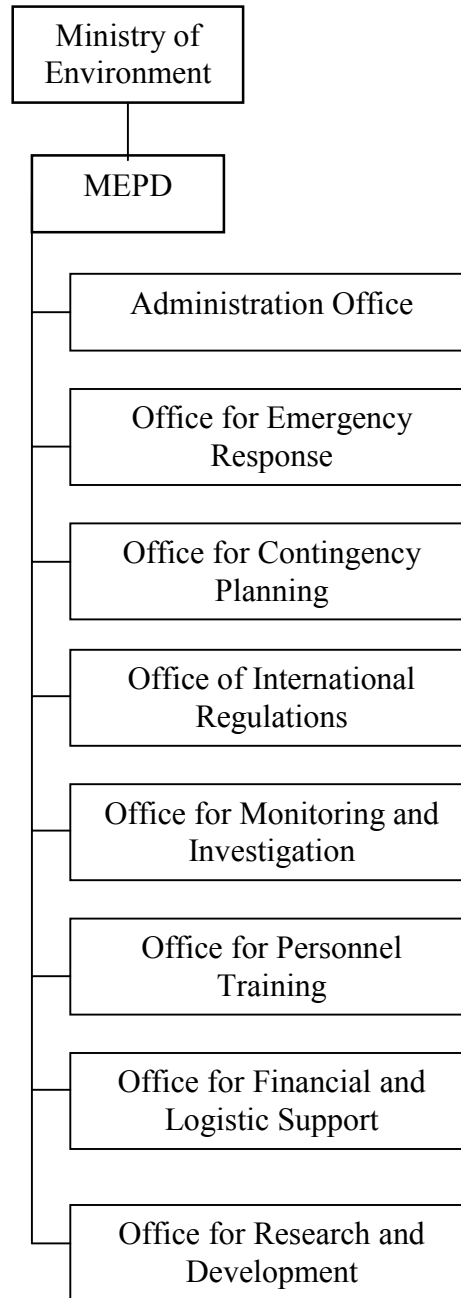 Ministry of
Environment
MEPD
Administration Office
Office for Emergency
Response
Office for Contingency
Planning
Office of International
Regulations
Office for Monitoring and
Investigation
Office for Personnel
Training
Office for Financial and
Logistic Support
Office for Research and
Development